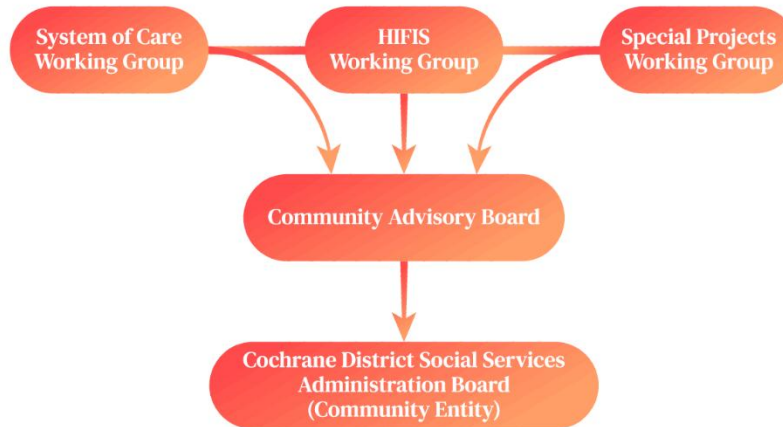 System of Care
Working Group
HIFIS
Working Group
Special Projects
Working Group
Community Advisory Board
Cochrane District Social Services
Administration Board
(Community Entity)